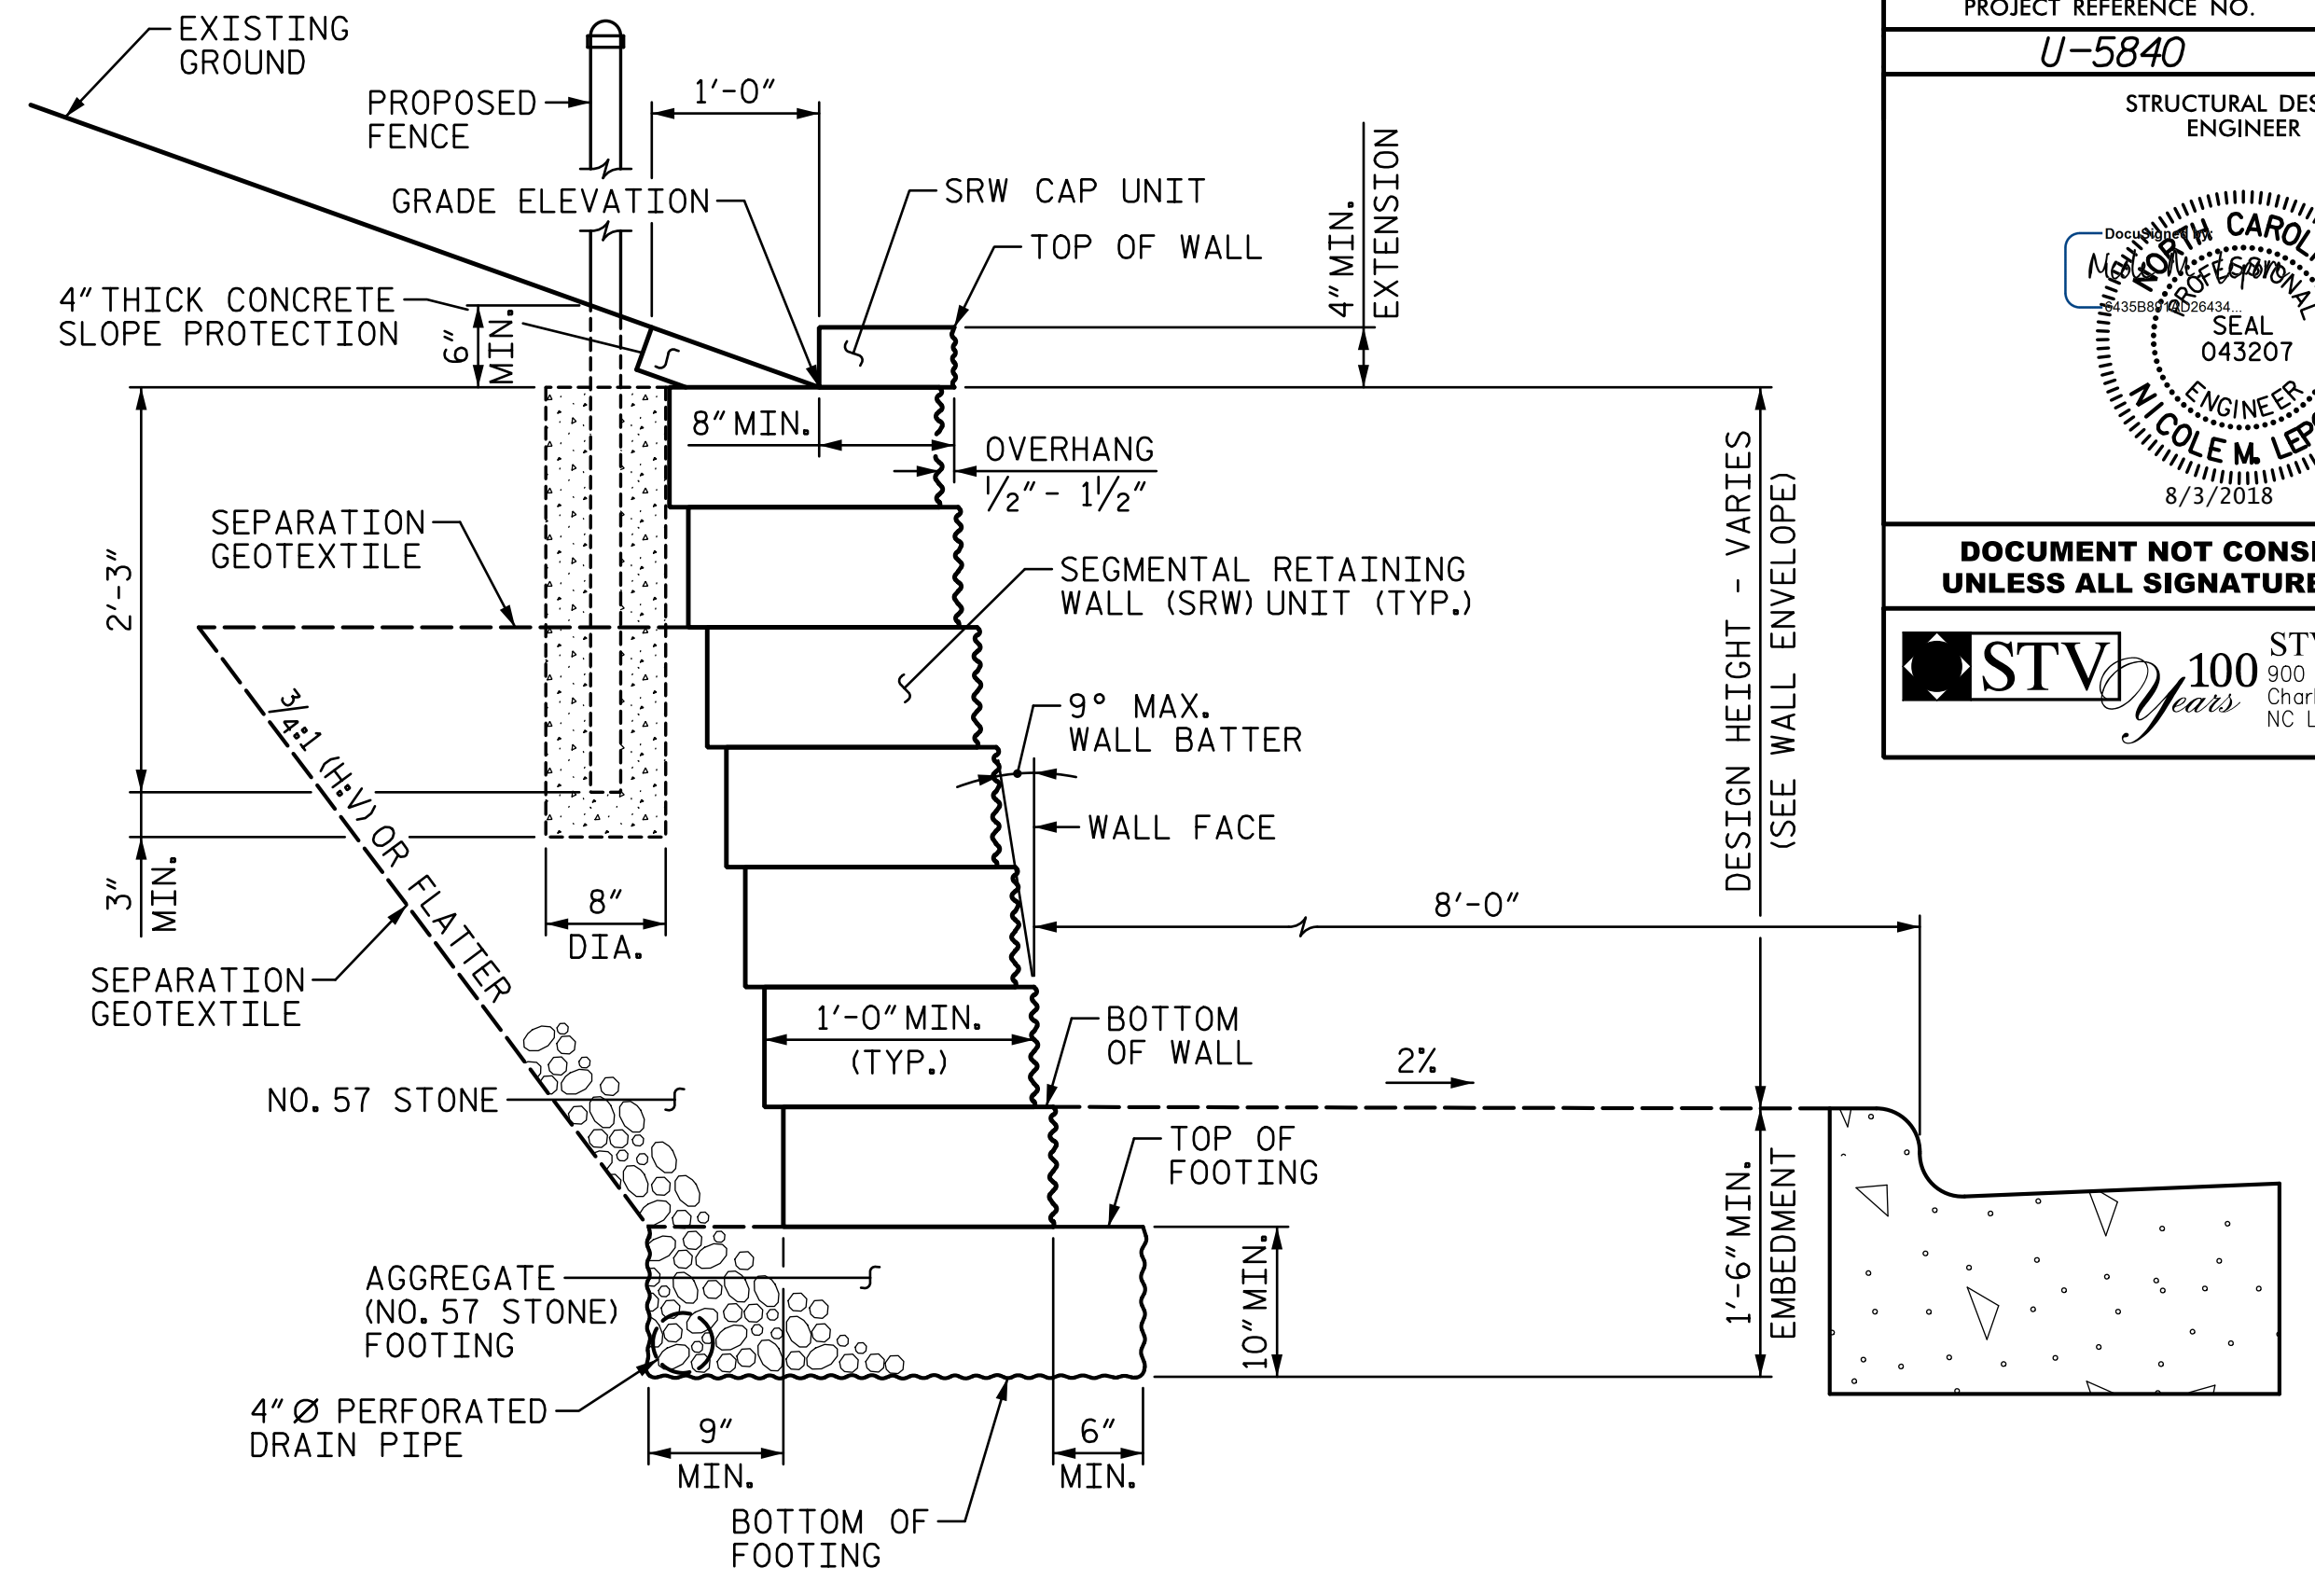 EXISTING
GROUND
PROPOSED
FENCE
1'-0"
GRADE ELEVATION
SRW CAP UNIT
TOP OF WALL
4" MIN.
EXTENSION
4" THICK CONCRETE
SLOPE PROTECTION
6"
MIN.
8" MIN.
OVERHANG
1/2" - 1 1/2"
SEPARATION
GEOTEXTILE
2'-3"
SEGMENTAL RETAINING
WALL (SRW) UNIT (TYP.)
DESIGN HEIGHT - VARIES
(SEE WALL ENVELOPE)
3/4:1 (H:V) OR FLATTER
9° MAX.
WALL BATTER
WALL FACE
3"
MIN.
8"
DIA.
8'-0"
SEPARATION
GEOTEXTILE
1'-0" MIN.
(TYP.)
BOTTOM
OF WALL
2%
NO. 57 STONE
TOP OF
FOOTING
AGGREGATE
(NO. 57 STONE)
FOOTING
10" MIN.
1'-6" MIN.
EMBEDMENT
4" Ø PERFORATED
DRAIN PIPE
9"
MIN.
6"
MIN.
BOTTOM OF
FOOTING
PROJECT REFERENCE NO.
U-5840
STRUCTURAL DES
ENGINEER
DocuSigned by:
NORTH CAROL
PROFESSIONAL
SEAL
043207
ENGINEER
NICOLE M.
8/3/2018
DOCUMENT NOT CONS
UNLESS ALL SIGNATURE
STV
100
Years
STV
900
Charl
NC L